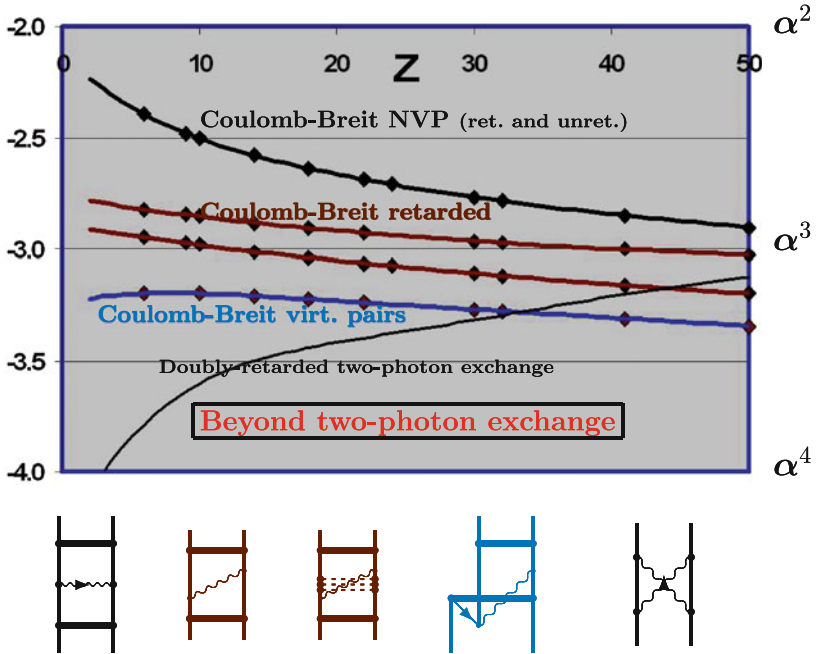 -2.0 α²
0 10 20 Z 30 40 50
Coulomb-Breit NVP (ret. and unret.)
-2.5
Coulomb-Breit retarded
-3.0 α³
Coulomb-Breit virt. pairs
-3.5
Doubly-retarded two-photon exchange
Beyond two-photon exchange
-4.0 α⁴